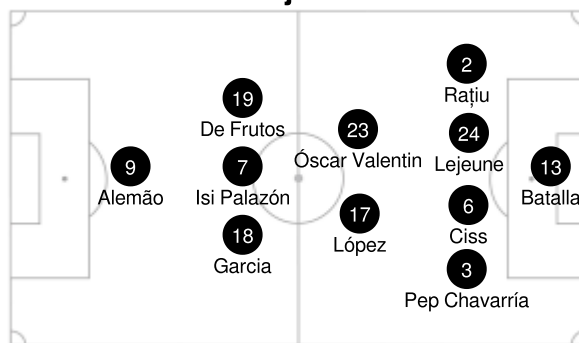 2
Rațiu
19
De Frutos
23
Óscar Valentin
24
Lejeune
9
Alemão
7
Isi Palazón
13
Batalla
6
Ciss
17
López
18
Garcia
3
Pep Chavarría